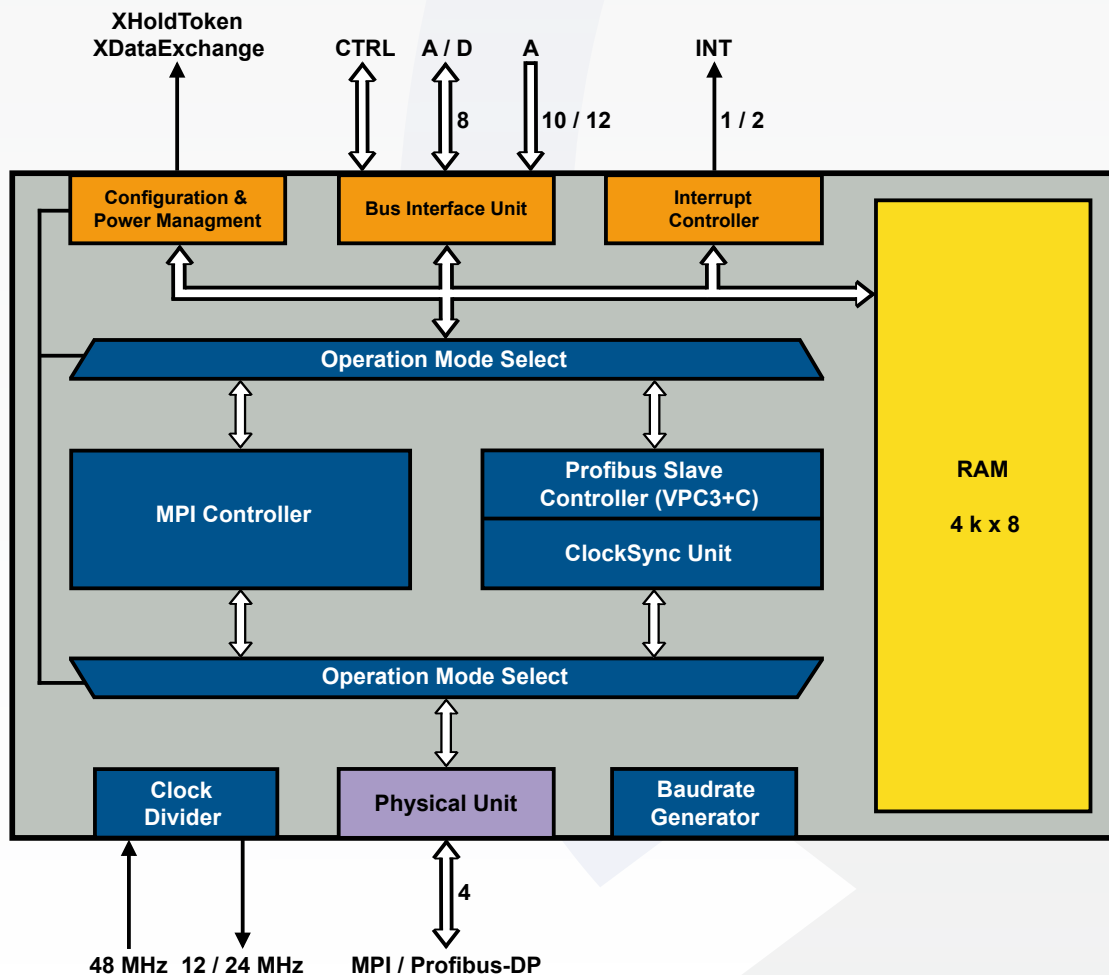 XHoldToken
XDataExchange
CTRL
A / D
A
INT
8
10 / 12
1 / 2
Configuration &
Power Managment
Bus Interface Unit
Interrupt
Controller
Operation Mode Select
MPI Controller
Profibus Slave
Controller (VPC3+C)
ClockSync Unit
RAM
4 k x 8
Operation Mode Select
Clock
Divider
Physical Unit
Baudrate
Generator
4
48 MHz
12 / 24 MHz
MPI / Profibus-DP